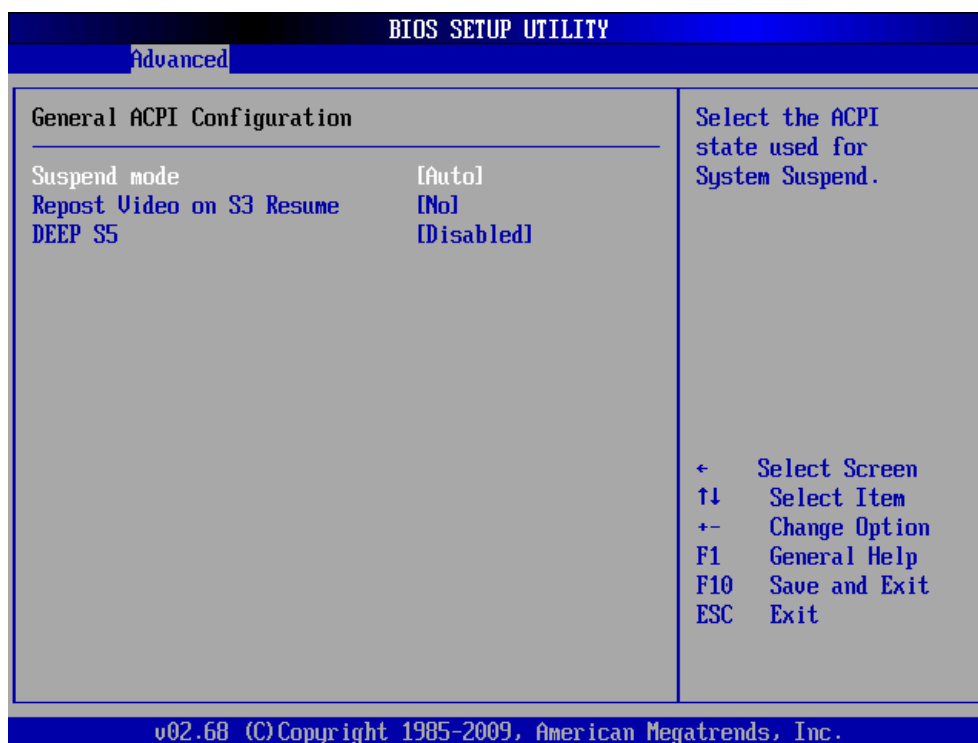 BIOS SETUP UTILITY
Advanced
General ACPI Configuration
Suspend mode [Auto]
Repost Video on S3 Resume [No]
DEEP S5 [Disabled]
Select the ACPI
state used for
System Suspend.
← Select Screen
↑↓ Select Item
+- Change Option
F1 General Help
F10 Save and Exit
ESC Exit
v02.68 (C)Copyright 1985-2009, American Megatrends, Inc.